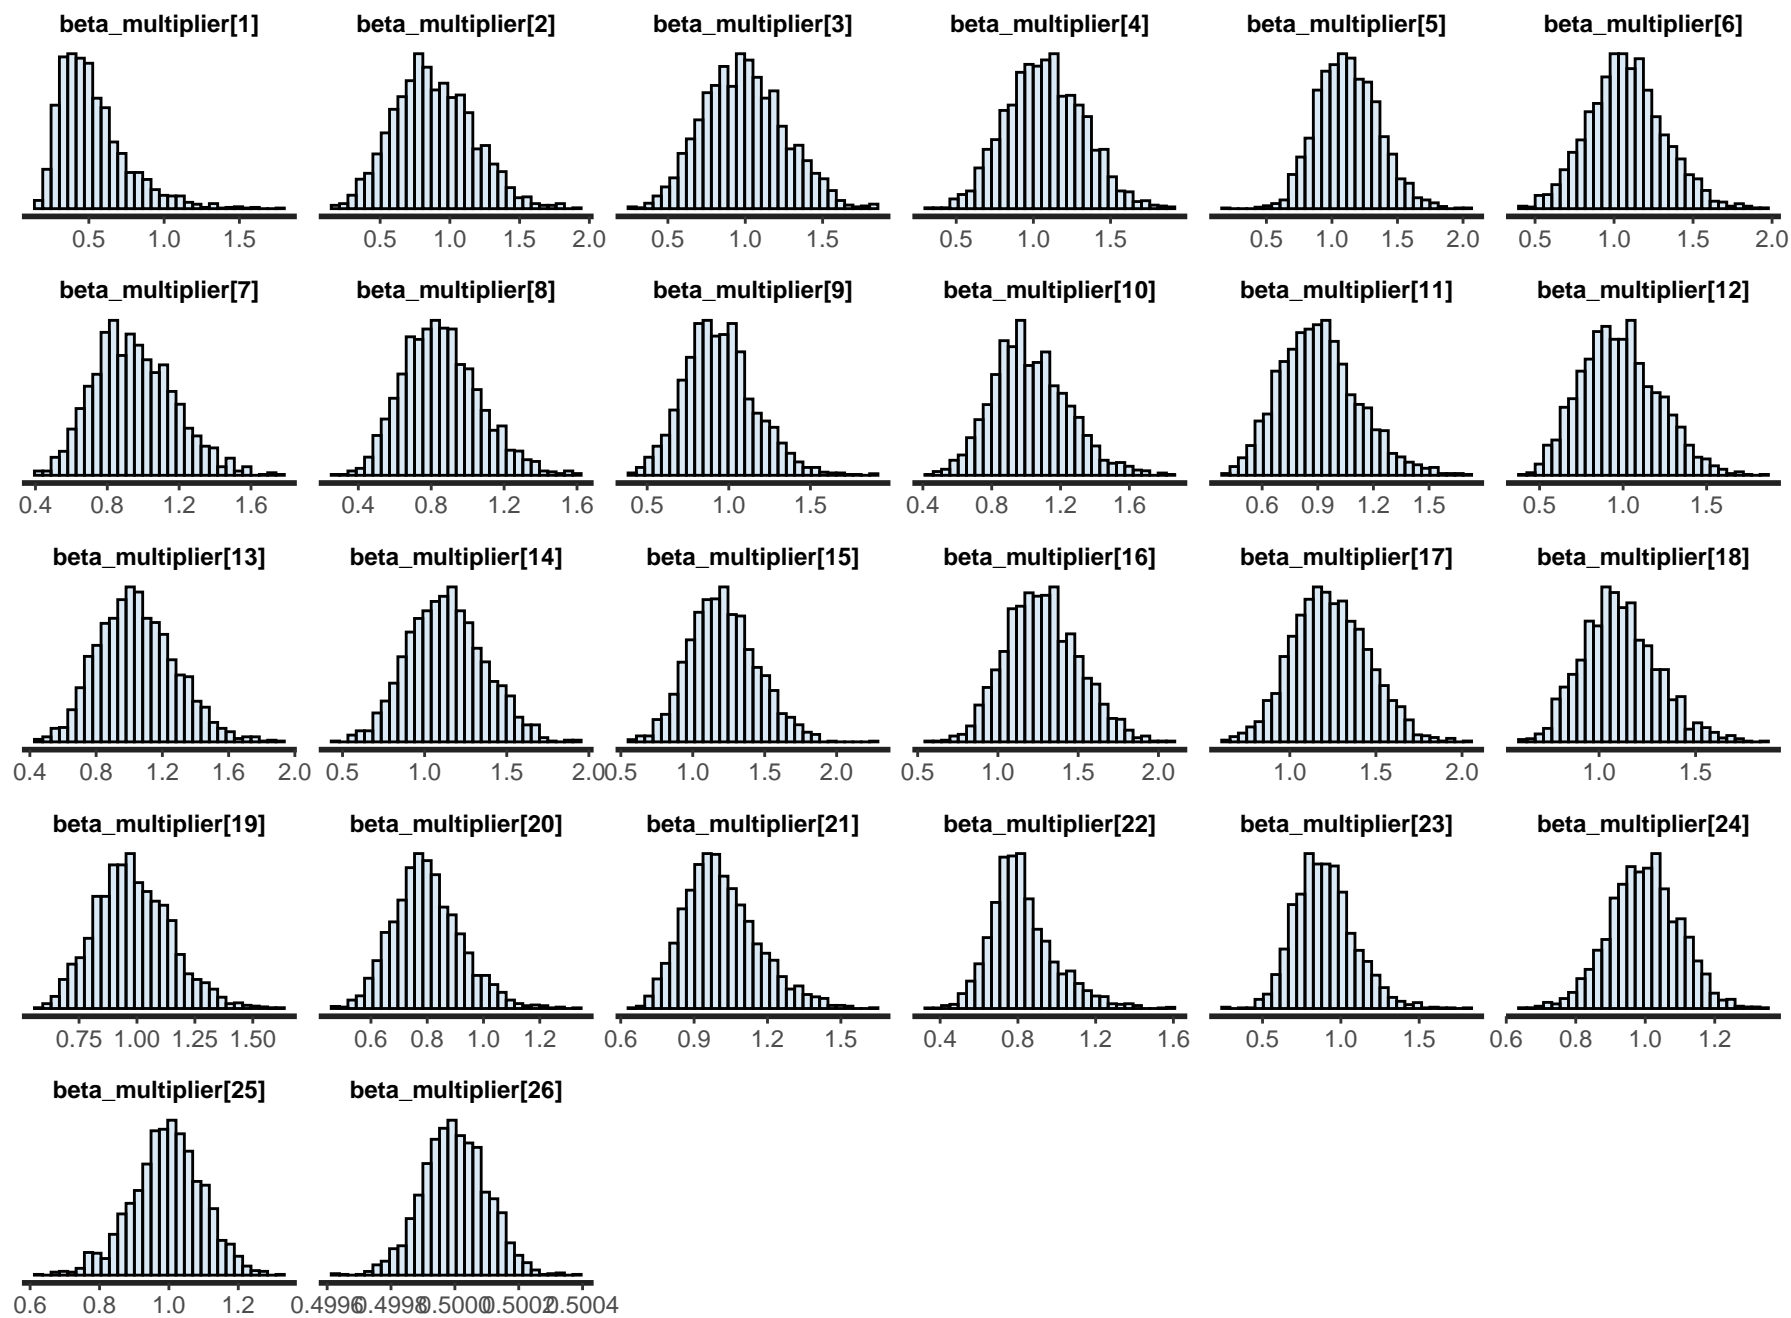 beta_multiplier[1] beta_multiplier[2] beta_multiplier[3] beta_multiplier[4] beta_multiplier[5] beta_multiplier[6]
0.5 1.0 1.5 0.5 1.0 1.5 2.0 0.5 1.0 1.5 0.5 1.0 1.5 0.5 1.0 1.5 2.0 0.5 1.0 1.5 2.0
beta_multiplier[7] beta_multiplier[8] beta_multiplier[9] beta_multiplier[10] beta_multiplier[11] beta_multiplier[12]
0.4 0.8 1.2 1.6 0.4 0.8 1.2 1.6 0.5 1.0 1.5 0.4 0.8 1.2 1.6 0.6 0.9 1.2 1.5 0.5 1.0 1.5
beta_multiplier[13] beta_multiplier[14] beta_multiplier[15] beta_multiplier[16] beta_multiplier[17] beta_multiplier[18]
0.4 0.8 1.2 1.6 2.0 0.5 1.0 1.5 2.0 0.5 1.0 1.5 2.0 0.5 1.0 1.5 2.0 1.0 1.5 2.0 1.0 1.5
beta_multiplier[19] beta_multiplier[20] beta_multiplier[21] beta_multiplier[22] beta_multiplier[23] beta_multiplier[24]
0.75 1.00 1.25 1.50 0.6 0.8 1.0 1.2 0.6 0.9 1.2 1.5 0.4 0.8 1.2 1.6 0.5 1.0 1.5 0.6 0.8 1.0 1.2
beta_multiplier[25] beta_multiplier[26]
0.6 0.8 1.0 1.2 0.4996 0.4998 0.5000 0.5002 0.5004